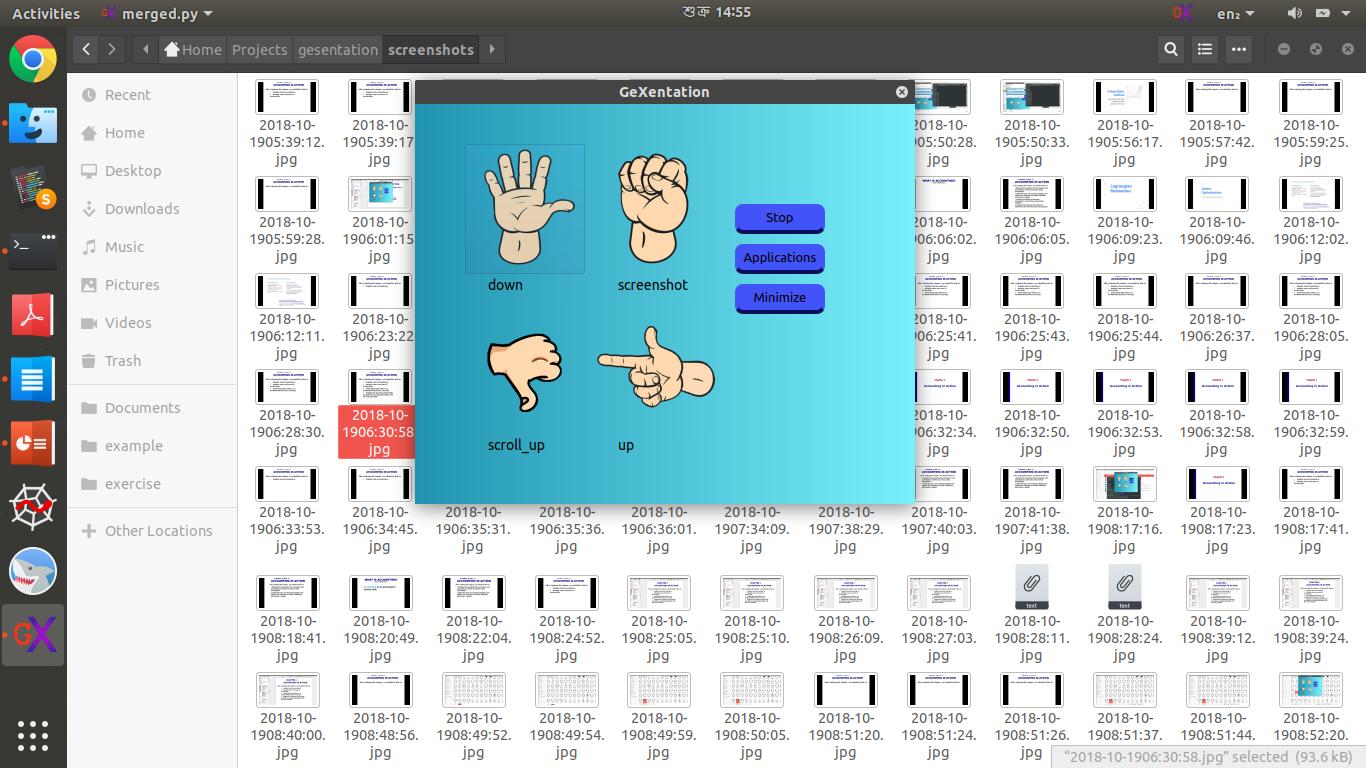 Activities merged.py শুক্র 14:55 en₂
Home Projects gesentation screenshots
Recent
Home
Desktop
Downloads
Music
Pictures
Videos
Trash
Documents
example
exercise
Other Locations
GeXentation
down
screenshot
scroll_up
up
Stop
Applications
Minimize
2018-10- 2018-10- 018-10- 2018-10- 2018-10- 2018-10- 2018-10-
1905:39:12. 1905:39:17 905:50:28. 1905:50:33. 1905:56:17. 1905:57:42. 1905:59:25.
jpg jpg jpg jpg jpg jpg jpg
2018-10- 2018-10- 018-10- 2018-10- 2018-10- 2018-10- 2018-10-
1905:59:28. 1906:01:15 906:06:02. 1906:06:05. 1906:09:23. 1906:09:46. 1906:12:02.
jpg jpg jpg jpg jpg jpg jpg
2018-10- 2018-10- 018-10- 2018-10- 2018-10- 2018-10- 2018-10-
1906:12:11. 1906:23:22 906:25:41. 1906:25:43. 1906:25:44. 1906:26:37. 1906:28:05.
jpg jpg jpg jpg jpg jpg jpg
2018-10- 2018-10- 018-10- 2018-10- 2018-10- 2018-10- 2018-10-
1906:28:30. 1906:30:58 906:32:34. 1906:32:50. 1906:32:53. 1906:32:58. 1906:32:59.
jpg jpg jpg jpg jpg jpg jpg
2018-10- 2018-10- 2018-10- 2018-10- 2018-10- 2018-10- 2018-10- 2018-10- 2018-10- 2018-10- 2018-10- 2018-10-
1906:33:53. 1906:34:45. 1906:35:31. 1906:35:36. 1906:36:01. 1907:34:09. 1907:38:29. 1907:40:03. 1907:41:38. 1908:17:16. 1908:17:23. 1908:17:41.
jpg jpg jpg jpg jpg jpg jpg jpg jpg jpg jpg jpg
text text
2018-10- 2018-10- 2018-10- 2018-10- 2018-10- 2018-10- 2018-10- 2018-10- 2018-10- 2018-10- 2018-10- 2018-10-
1908:18:41. 1908:20:49. 1908:22:04. 1908:24:52. 1908:25:05. 1908:25:10. 1908:26:09. 1908:27:03. 1908:28:11. 1908:28:24. 1908:39:12. 1908:39:24.
jpg jpg jpg jpg jpg jpg jpg jpg jpg jpg jpg jpg
2018-10- 2018-10- 2018-10- 2018-10- 2018-10- 2018-10- 2018-10- 2018-10- 2018-10- 2018-10- 2018-10- 2018-10-
1908:40:00. 1908:48:56. 1908:49:52. 1908:49:54. 1908:49:59. 1908:50:05. 1908:51:20. 1908:51:24. 1908:51:26. 1908:51:37. 1908:51:44. 1908:52:20.
jpg jpg jpg jpg jpg jpg jpg jpg jpg
“2018-10-1906:30:58.jpg” selected (93.6 kB)